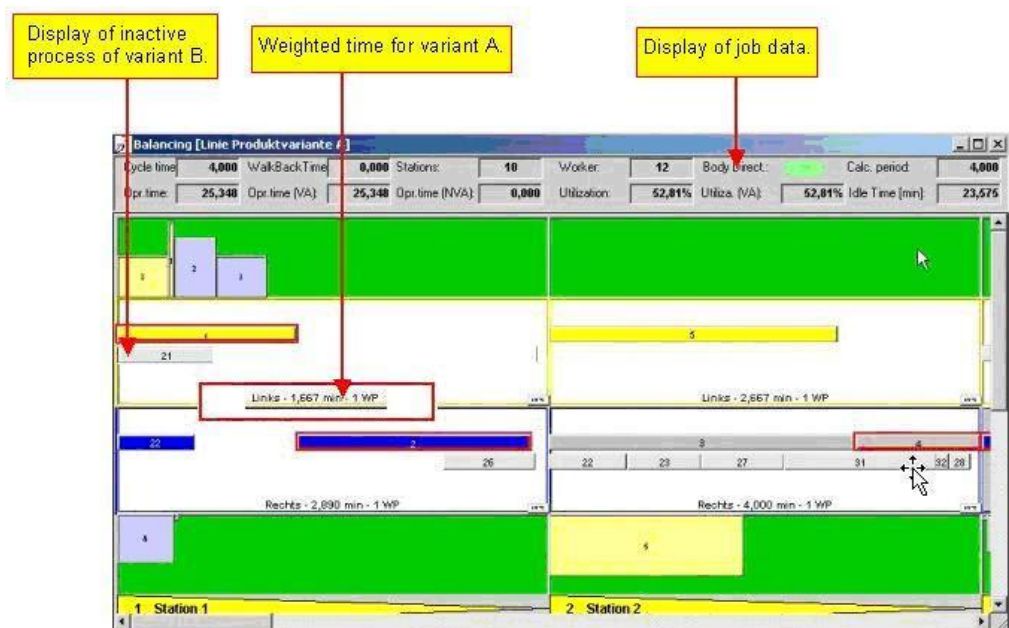 Display of inactive
process of variant B.
Weighted time for variant A.
Display of job data.
Balancing [Linie Produktvariante A]
Cycle time 4,000 WalkBackTime 0,000 Stations: 10 Worker: 12 Body Direct.: Calc. period: 4,000
Opr.time: 25,348 Opr.time (VA): 25,348 Opr.time (NVA): 0,000 Utilization: 52,81% Utiliza. (VA): 52,81% Idle Time [min]: 23,575
2
3
1 5
21
Links - 1,667 min - 1 WP Links - 2,667 min - 1 WP
22 2 3 4
26 22 23 27 31 32 28
Rechts - 2,890 min - 1 WP Rechts - 4,000 min - 1 WP
1 Station 1 2 Station 2